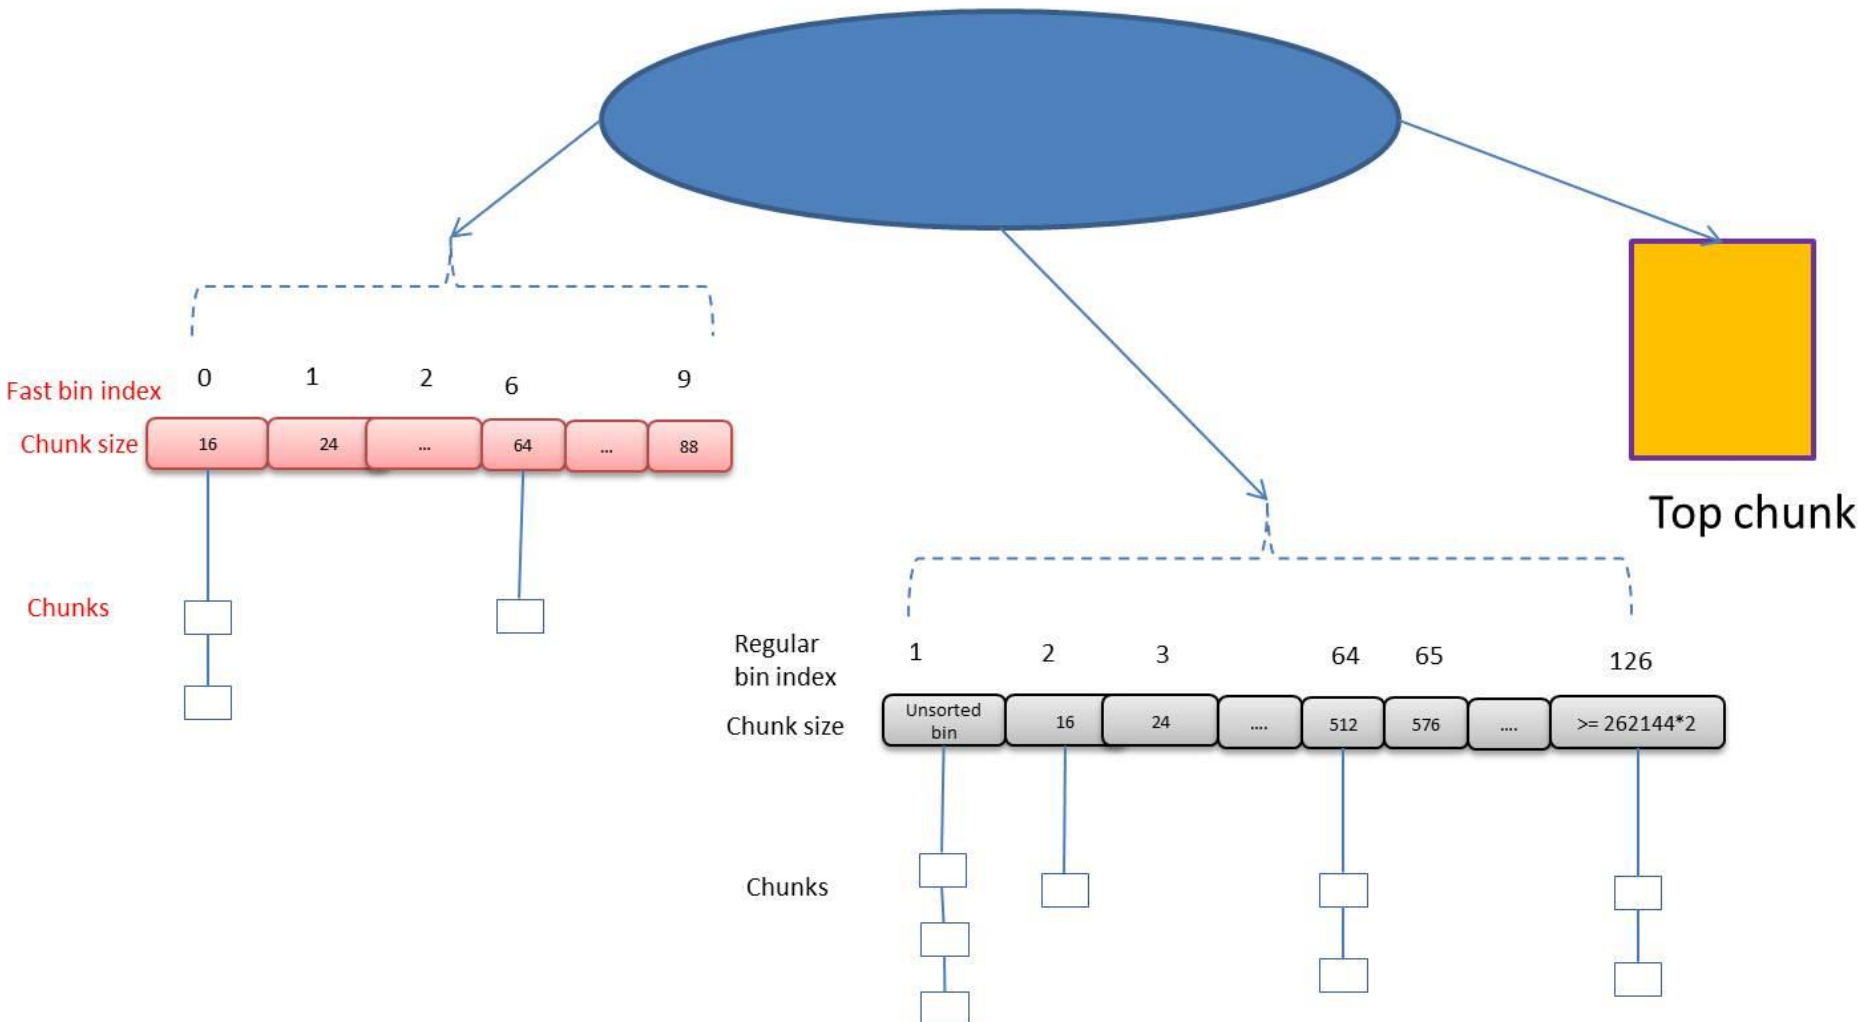 0 1 2 6 9
Fast bin index
Chunk size 16 24 ... 64 ... 88
Top chunk
Chunks
Regular
bin index
1 2 3 64 65 126
Chunk size
Unsorted
bin
16 24 .... 512 576 .... >= 262144*2
Chunks